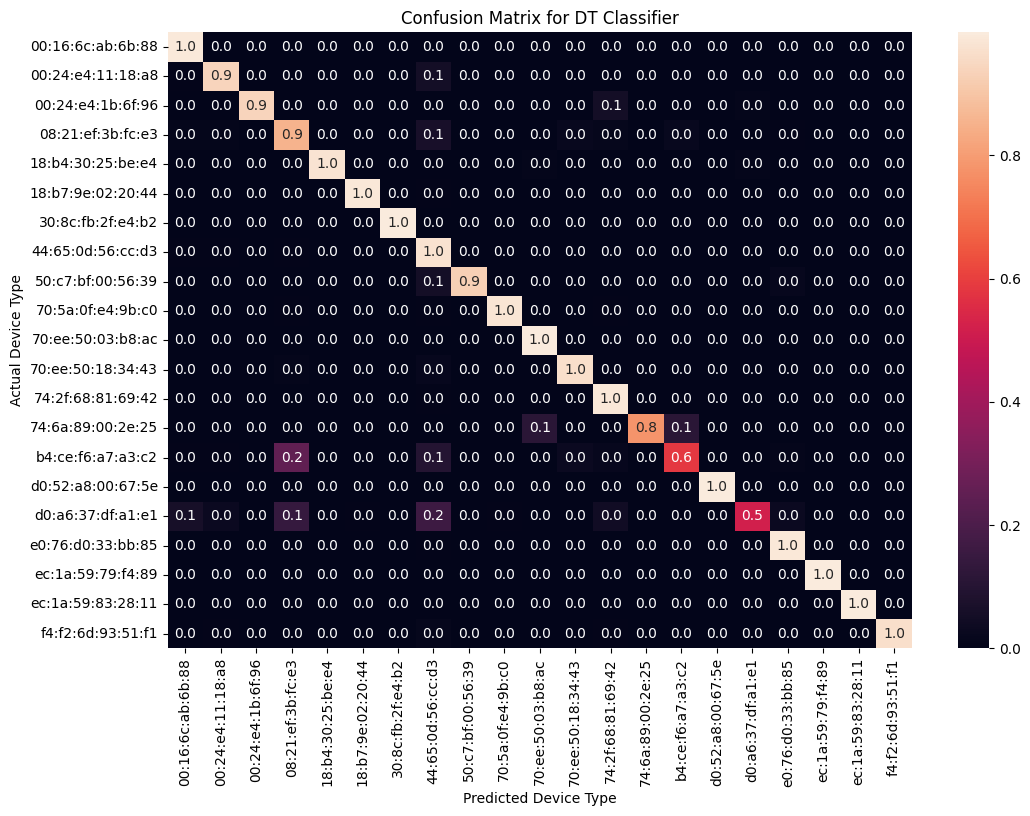 Confusion Matrix for DT Classifier
00:16:6c:ab:6b:88 1.0 0.0 0.0 0.0 0.0 0.0 0.0 0.0 0.0 0.0 0.0 0.0 0.0 0.0 0.0 0.0 0.0 0.0 0.0 0.0 0.0
00:24:e4:11:18:a8 0.0 0.9 0.0 0.0 0.0 0.0 0.0 0.1 0.0 0.0 0.0 0.0 0.0 0.0 0.0 0.0 0.0 0.0 0.0 0.0 0.0
00:24:e4:1b:6f:96 0.0 0.0 0.9 0.0 0.0 0.0 0.0 0.0 0.0 0.0 0.0 0.0 0.1 0.0 0.0 0.0 0.0 0.0 0.0 0.0 0.0
08:21:ef:3b:fc:e3 0.0 0.0 0.0 0.9 0.0 0.0 0.0 0.1 0.0 0.0 0.0 0.0 0.0 0.0 0.0 0.0 0.0 0.0 0.0 0.0 0.0
18:b4:30:25:be:e4 0.0 0.0 0.0 0.0 1.0 0.0 0.0 0.0 0.0 0.0 0.0 0.0 0.0 0.0 0.0 0.0 0.0 0.0 0.0 0.0 0.0
18:b7:9e:02:20:44 0.0 0.0 0.0 0.0 0.0 1.0 0.0 0.0 0.0 0.0 0.0 0.0 0.0 0.0 0.0 0.0 0.0 0.0 0.0 0.0 0.0
30:8c:fb:2f:e4:b2 0.0 0.0 0.0 0.0 0.0 0.0 1.0 0.0 0.0 0.0 0.0 0.0 0.0 0.0 0.0 0.0 0.0 0.0 0.0 0.0 0.0
44:65:0d:56:cc:d3 0.0 0.0 0.0 0.0 0.0 0.0 0.0 1.0 0.0 0.0 0.0 0.0 0.0 0.0 0.0 0.0 0.0 0.0 0.0 0.0 0.0
50:c7:bf:00:56:39 0.0 0.0 0.0 0.0 0.0 0.0 0.0 0.1 0.9 0.0 0.0 0.0 0.0 0.0 0.0 0.0 0.0 0.0 0.0 0.0 0.0
70:5a:0f:e4:9b:c0 0.0 0.0 0.0 0.0 0.0 0.0 0.0 0.0 0.0 1.0 0.0 0.0 0.0 0.0 0.0 0.0 0.0 0.0 0.0 0.0 0.0
70:ee:50:03:b8:ac 0.0 0.0 0.0 0.0 0.0 0.0 0.0 0.0 0.0 0.0 1.0 0.0 0.0 0.0 0.0 0.0 0.0 0.0 0.0 0.0 0.0
70:ee:50:18:34:43 0.0 0.0 0.0 0.0 0.0 0.0 0.0 0.0 0.0 0.0 0.0 1.0 0.0 0.0 0.0 0.0 0.0 0.0 0.0 0.0 0.0
74:2f:68:81:69:42 0.0 0.0 0.0 0.0 0.0 0.0 0.0 0.0 0.0 0.0 0.0 0.0 1.0 0.0 0.0 0.0 0.0 0.0 0.0 0.0 0.0
74:6a:89:00:2e:25 0.0 0.0 0.0 0.0 0.0 0.0 0.0 0.0 0.0 0.0 0.1 0.0 0.0 0.8 0.1 0.0 0.0 0.0 0.0 0.0 0.0
b4:ce:f6:a7:a3:c2 0.0 0.0 0.0 0.2 0.0 0.0 0.0 0.1 0.0 0.0 0.0 0.0 0.0 0.0 0.6 0.0 0.0 0.0 0.0 0.0 0.0
d0:52:a8:00:67:5e 0.0 0.0 0.0 0.0 0.0 0.0 0.0 0.0 0.0 0.0 0.0 0.0 0.0 0.0 0.0 1.0 0.0 0.0 0.0 0.0 0.0
d0:a6:37:df:a1:e1 0.1 0.0 0.0 0.1 0.0 0.0 0.0 0.2 0.0 0.0 0.0 0.0 0.0 0.0 0.0 0.0 0.5 0.0 0.0 0.0 0.0
e0:76:d0:33:bb:85 0.0 0.0 0.0 0.0 0.0 0.0 0.0 0.0 0.0 0.0 0.0 0.0 0.0 0.0 0.0 0.0 0.0 1.0 0.0 0.0 0.0
ec:1a:59:79:f4:89 0.0 0.0 0.0 0.0 0.0 0.0 0.0 0.0 0.0 0.0 0.0 0.0 0.0 0.0 0.0 0.0 0.0 0.0 1.0 0.0 0.0
ec:1a:59:83:28:11 0.0 0.0 0.0 0.0 0.0 0.0 0.0 0.0 0.0 0.0 0.0 0.0 0.0 0.0 0.0 0.0 0.0 0.0 0.0 1.0 0.0
f4:f2:6d:93:51:f1 0.0 0.0 0.0 0.0 0.0 0.0 0.0 0.0 0.0 0.0 0.0 0.0 0.0 0.0 0.0 0.0 0.0 0.0 0.0 0.0 1.0
Actual Device Type
00:16:6c:ab:6b:88
00:24:e4:11:18:a8
00:24:e4:1b:6f:96
08:21:ef:3b:fc:e3
18:b4:30:25:be:e4
18:b7:9e:02:20:44
30:8c:fb:2f:e4:b2
44:65:0d:56:cc:d3
50:c7:bf:00:56:39
70:5a:0f:e4:9b:c0
70:ee:50:03:b8:ac
70:ee:50:18:34:43
74:2f:68:81:69:42
74:6a:89:00:2e:25
b4:ce:f6:a7:a3:c2
d0:52:a8:00:67:5e
d0:a6:37:df:a1:e1
e0:76:d0:33:bb:85
ec:1a:59:79:f4:89
ec:1a:59:83:28:11
f4:f2:6d:93:51:f1
Predicted Device Type
0.8
0.6
0.4
0.2
0.0